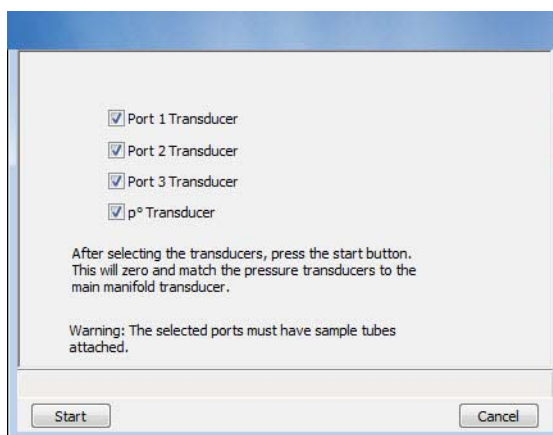 Port 1 Transducer
Port 2 Transducer
Port 3 Transducer
p° Transducer
After selecting the transducers, press the start button.
This will zero and match the pressure transducers to the
main manifold transducer.
Warning: The selected ports must have sample tubes
attached.
Start
Cancel